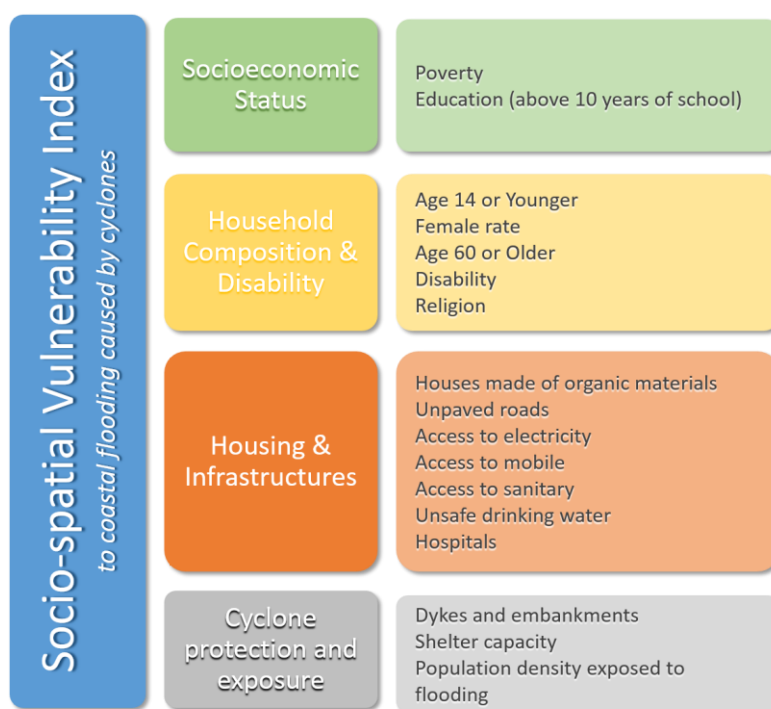 Socio-spatial Vulnerability Index
to coastal flooding caused by cyclones
Socioeconomic
Status
Poverty
Education (above 10 years of school)
Household
Composition &
Disability
Age 14 or Younger
Female rate
Age 60 or Older
Disability
Religion
Housing &
Infrastructures
Houses made of organic materials
Unpaved roads
Access to electricity
Access to mobile
Access to sanitary
Unsafe drinking water
Hospitals
Cyclone
protection and
exposure
Dykes and embankments
Shelter capacity
Population density exposed to
flooding